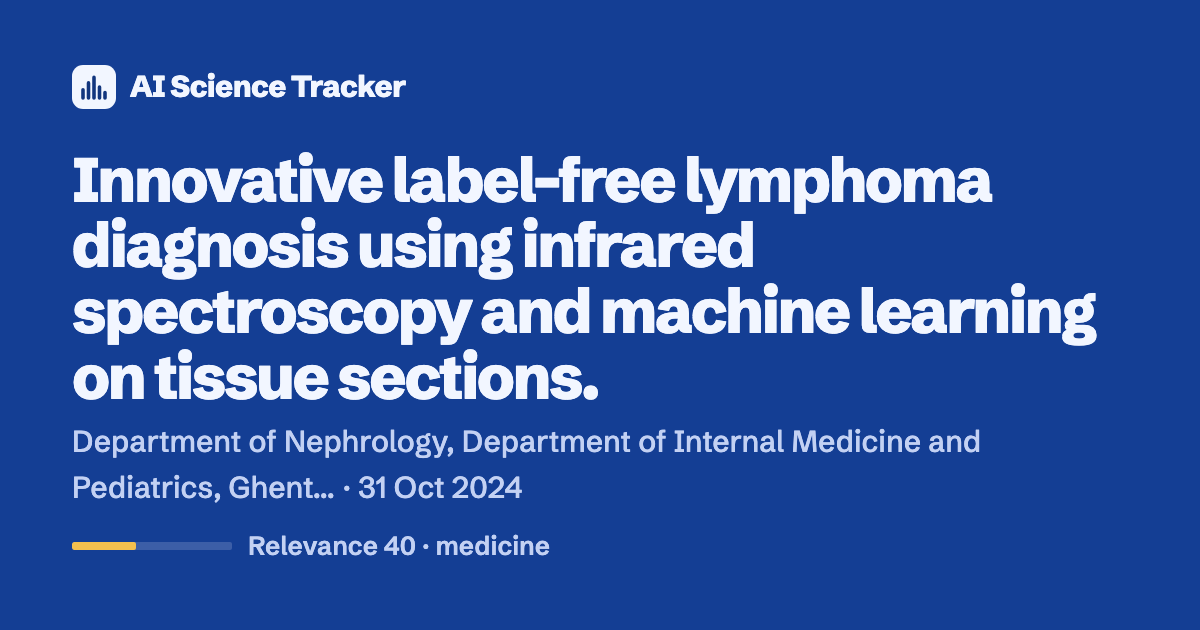 AI Science Tracker
Innovative label-free lymphoma
diagnosis using infrared
spectroscopy and machine learning
on tissue sections.
Department of Nephrology, Department of Internal Medicine and
Pediatrics, Ghent... · 31 Oct 2024
Relevance 40 · medicine